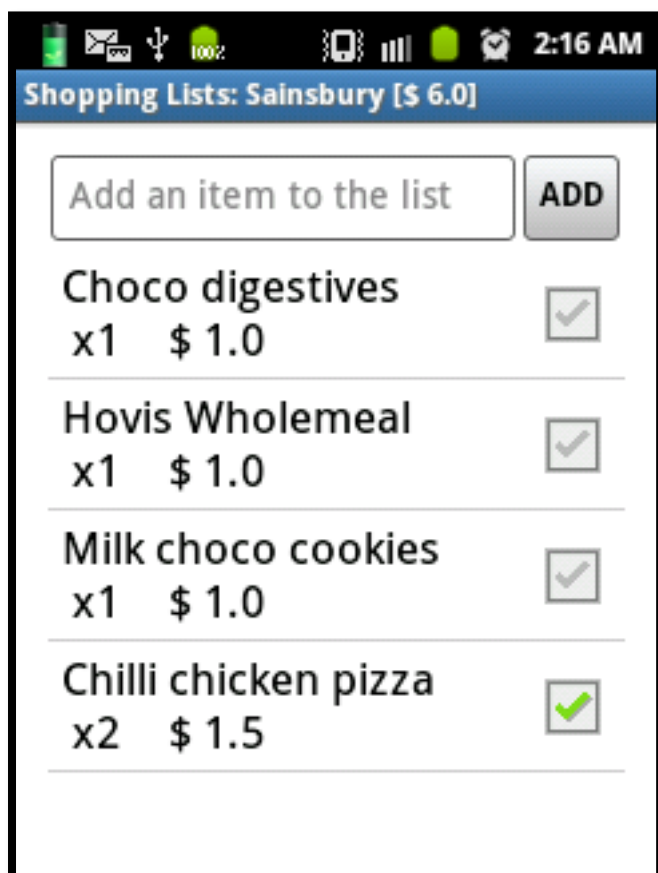 100%
2:16 AM
Shopping Lists: Sainsbury [$ 6.0]
Add an item to the list
ADD
Choco digestives
x1 $ 1.0
Hovis Wholemeal
x1 $ 1.0
Milk choco cookies
x1 $ 1.0
Chilli chicken pizza
x2 $ 1.5